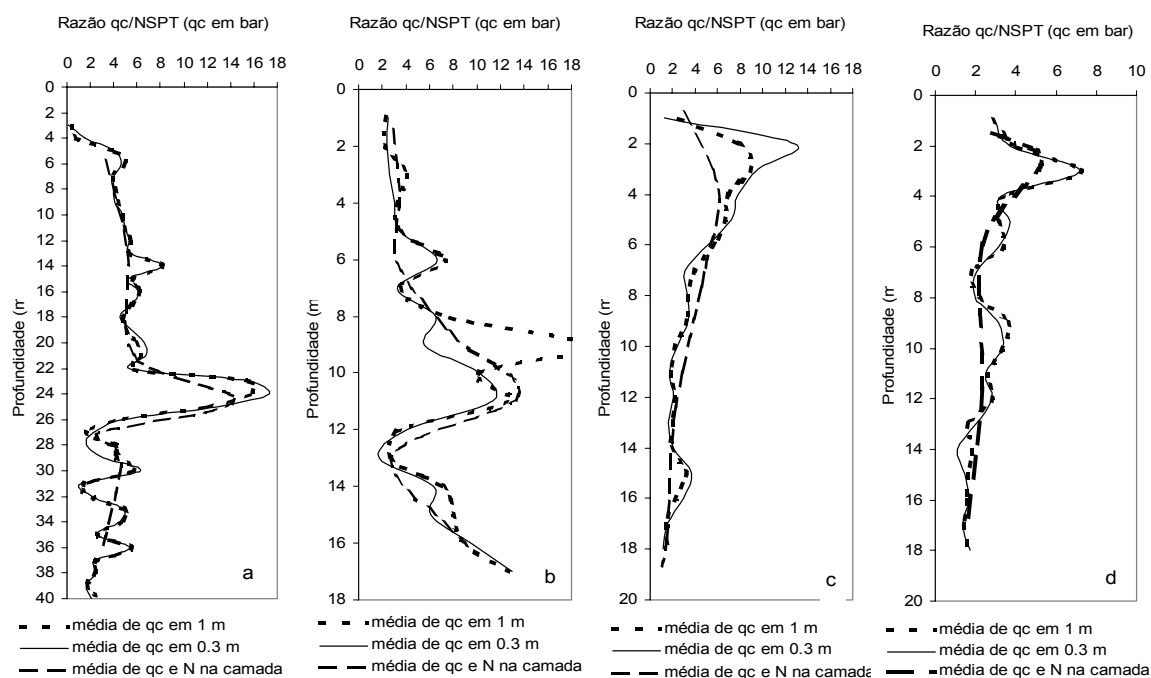 Razão qc/NSPT (qc em bar)
0 2 4 6 8 10 12 14 16 18
0
2
4
6
8
10
12
14
16
18
20
22
24
26
28
30
32
34
36
38
40
Profundidade (m
a
média de qc em 1 m
média de qc em 0.3 m
média de qc e N na camada
Razão qc/NSPT (qc em bar)
0 2 4 6 8 10 12 14 16 18
0
2
4
6
8
10
12
14
16
18
Profundidade (m
b
média de qc em 1 m
média de qc em 0.3 m
média de qc e N na camada
Razão qc/NSPT (qc em bar)
0 2 4 6 8 10 12 14 16 18
0
2
4
6
8
10
12
14
16
18
20
Profundidade (m
c
média de qc em 1 m
média de qc em 0.3 m
média de qc e N na camada
Razão qc/NSPT (qc em bar)
0 2 4 6 8 10
0
2
4
6
8
10
12
14
16
18
20
Profundidade (m
d
média de qc em 1 m
média de qc em 0.3 m
média de qc e N na camada